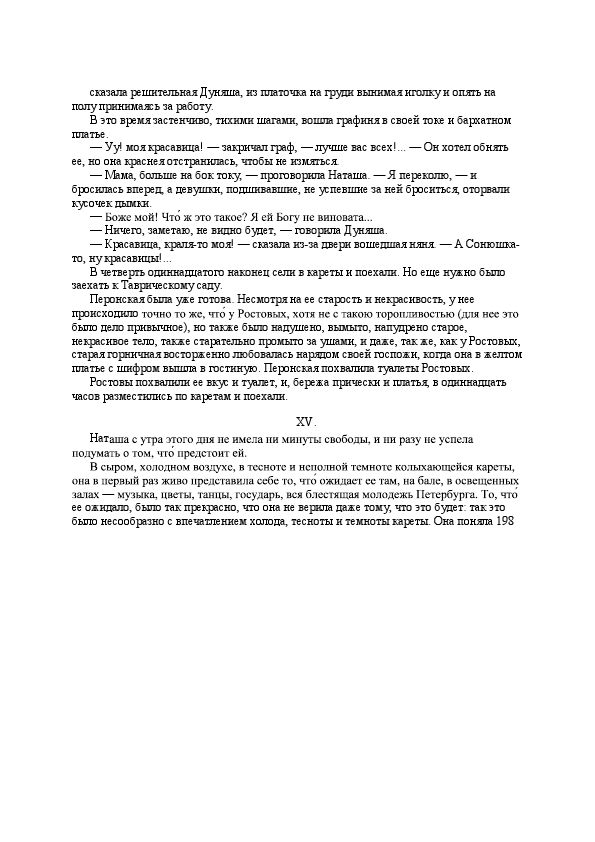 сказала решительная Дуняша, из платочка на груди вынимая иголку и опять на
полу принимаясь за работу.
В это время застенчиво, тихими шагами, вошла графиня в своей токе и бархатном
платье.
— Уу! моя красавица! — закричал граф, — лучше вас всех!... — Он хотел обнять
ее, но она краснея отстранилась, чтобы не измяться.
— Мама, больше на бок току, — проговорила Наташа. — Я переколю, — и
бросилась вперед, а девушки, подшивавшие, не успевшие за ней броситься, оторвали
кусочек дымки.
— Боже мой! Что́ ж это такое? Я ей Богу не виновата...
— Ничего, заметаю, не видно будет, — говорила Дуняша.
— Красавица, краля-то моя! — сказала из-за двери вошедшая няня. — А Сонюшка-
то, ну красавицы!...
В четверть одиннадцатого наконец сели в кареты и поехали. Но еще нужно было
заехать к Таврическому саду.
Перонская была уже готова. Несмотря на ее старость и некрасивость, у нее
происходило точно то же, что́ у Ростовых, хотя не с такою торопливостью (для нее это
было дело привычное), но также было надушено, вымыто, напудрено старое,
некрасивое тело, также старательно промыто за ушами, и даже, так же, как у Ростовых,
старая горничная восторженно любовалась нарядом своей госпожи, когда она в желтом
платье с шифром вышла в гостиную. Перонская похвалила туалеты Ростовых.
Ростовы похвалили ее вкус и туалет, и, бережа прически и платья, в одиннадцать
часов разместились по каретам и поехали.
XV.
Наташа с утра этого дня не имела ни минуты свободы, и ни разу не успела
подумать о том, что́ предстоит ей.
В сыром, холодном воздухе, в тесноте и неполной темноте колыхающейся кареты,
она в первый раз живо представила себе то, что́ ожидает ее там, на бале, в освещенных
залах — музыка, цветы, танцы, государь, вся блестящая молодежь Петербурга. То, что́
ее ожидало, было так прекрасно, что она не верила даже тому, что это будет: так это
было несообразно с впечатлением холода, тесноты и темноты кареты. Она поняла 198